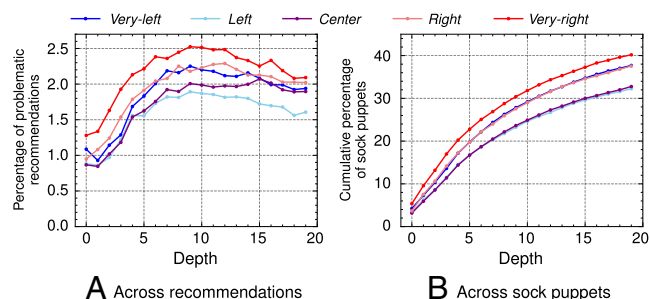 Very-left Left Center Right Very-right
Percentage of problematic
recommendations
2.5
2.0
1.5
1.0
0.5
0.0
0 5 10 15 20
Depth
A Across recommendations
Cumulative percentage
of sock puppets
40
30
20
10
0
0 5 10 15 20
Depth
B Across sock puppets